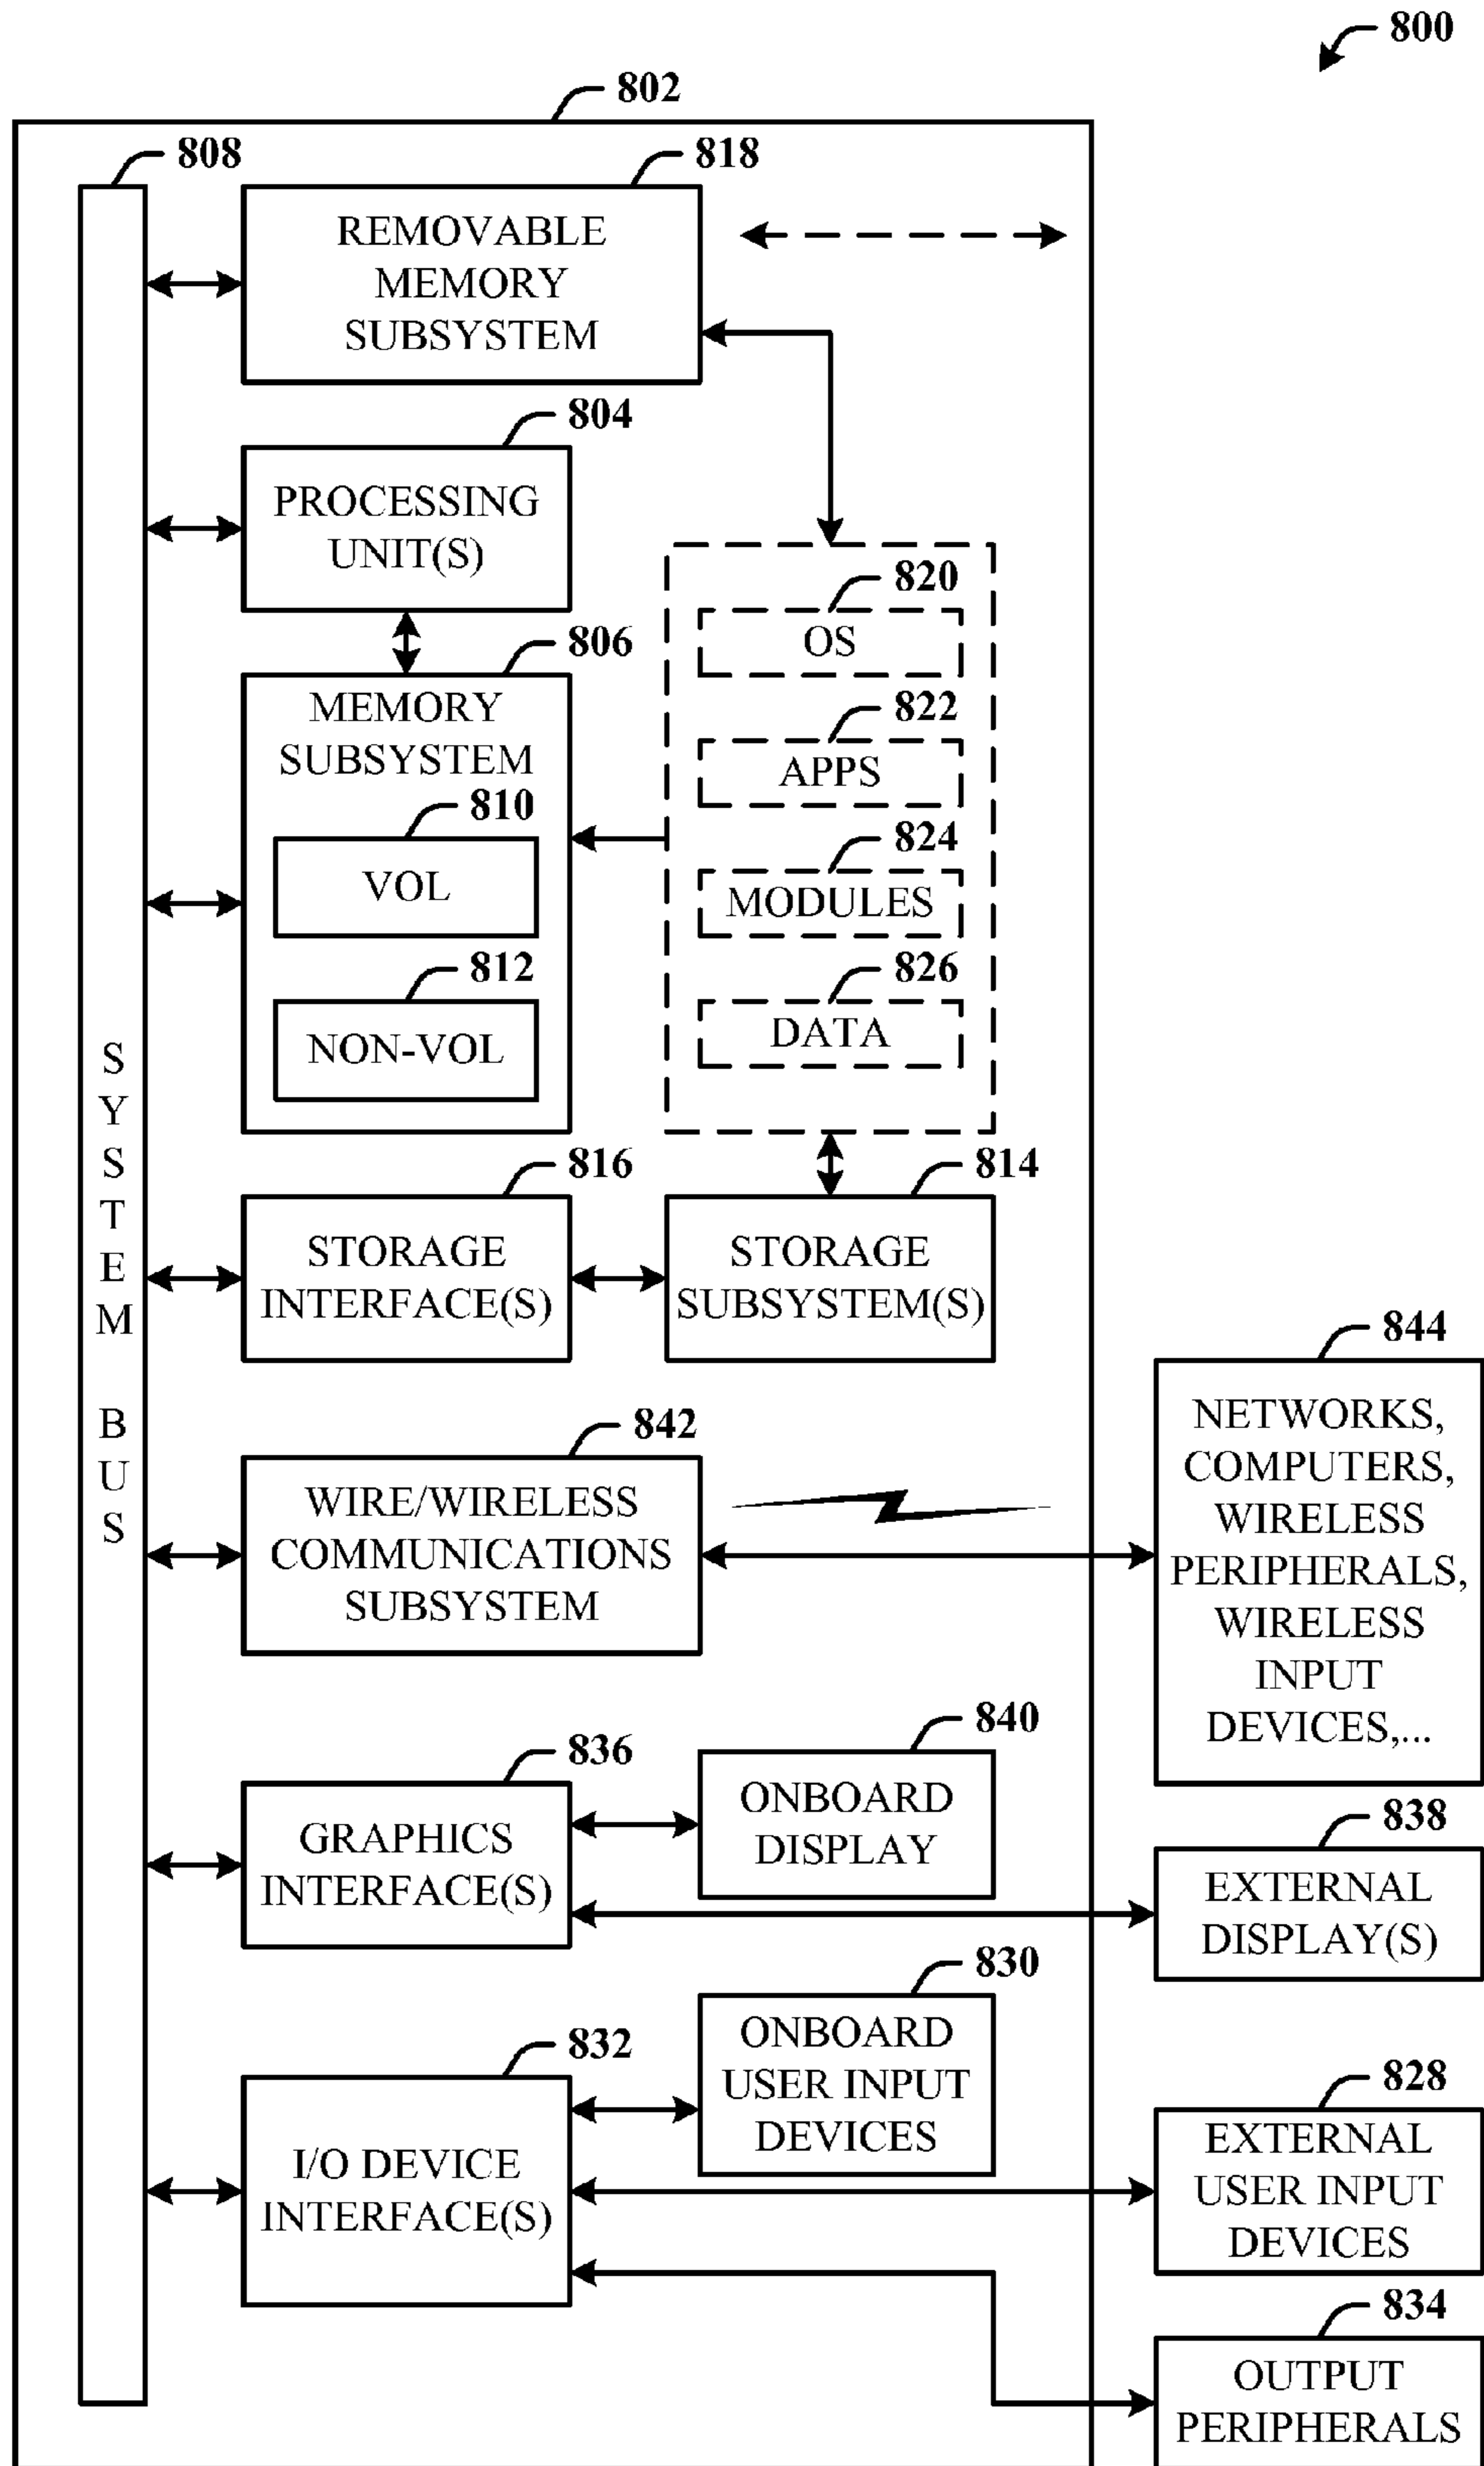 800
802
808
818
REMOVABLE
MEMORY
SUBSYSTEM
804
PROCESSING
UNIT(S)
806
MEMORY
SUBSYSTEM
810
VOL
812
NON-VOL
820
OS
822
APPS
824
MODULES
826
DATA
SYSTEM BUS
816
STORAGE
INTERFACE(S)
814
STORAGE
SUBSYSTEM(S)
842
WIRE/WIRELESS
COMMUNICATIONS
SUBSYSTEM
844
NETWORKS,
COMPUTERS,
WIRELESS
PERIPHERALS,
WIRELESS
INPUT
DEVICES,...
836
GRAPHICS
INTERFACE(S)
840
ONBOARD
DISPLAY
838
EXTERNAL
DISPLAY(S)
832
I/O DEVICE
INTERFACE(S)
830
ONBOARD
USER INPUT
DEVICES
828
EXTERNAL
USER INPUT
DEVICES
834
OUTPUT
PERIPHERALS